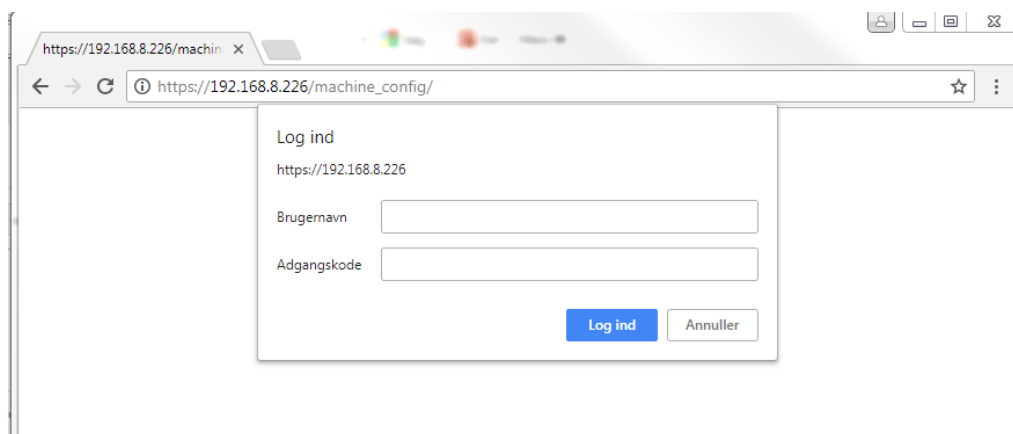 https://192.168.8.226/machin
https://192.168.8.226/machine_config/
Log ind
https://192.168.8.226
Brugernavn
Adgangskode
Log ind
Annuller